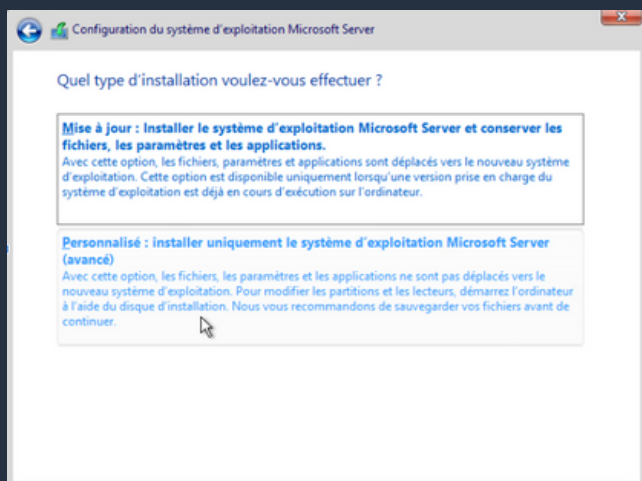 Configuration du système d'exploitation Microsoft Server
Quel type d'installation voulez-vous effectuer ?
Mise à jour : Installer le système d'exploitation Microsoft Server et conserver les
fichiers, les paramètres et les applications.
Avec cette option, les fichiers, paramètres et applications sont déplacés vers le nouveau système
d'exploitation. Cette option est disponible uniquement lorsqu'une version prise en charge du
système d'exploitation est déjà en cours d'exécution sur l'ordinateur.
Personnalisé : installer uniquement le système d'exploitation Microsoft Server
(avancé)
Avec cette option, les fichiers, les paramètres et les applications ne sont pas déplacés vers le
nouveau système d'exploitation. Pour modifier les partitions et les lecteurs, démarrez l'ordinateur
à l'aide du disque d'installation. Nous vous recommandons de sauvegarder vos fichiers avant de
continuer.